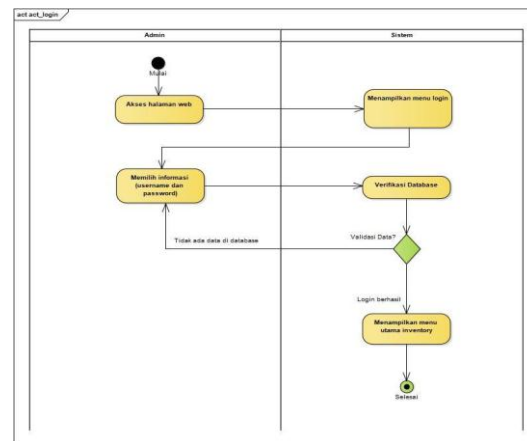 act act_login
Admin
Sistem
Mulai
Akses halaman web
Menampilkan menu login
Memilih informasi
(username dan
password)
Verifikasi Database
Tidak ada data di database
Validasi Data?
Login berhasil
Menampilkan menu
utama inventory
Selesai